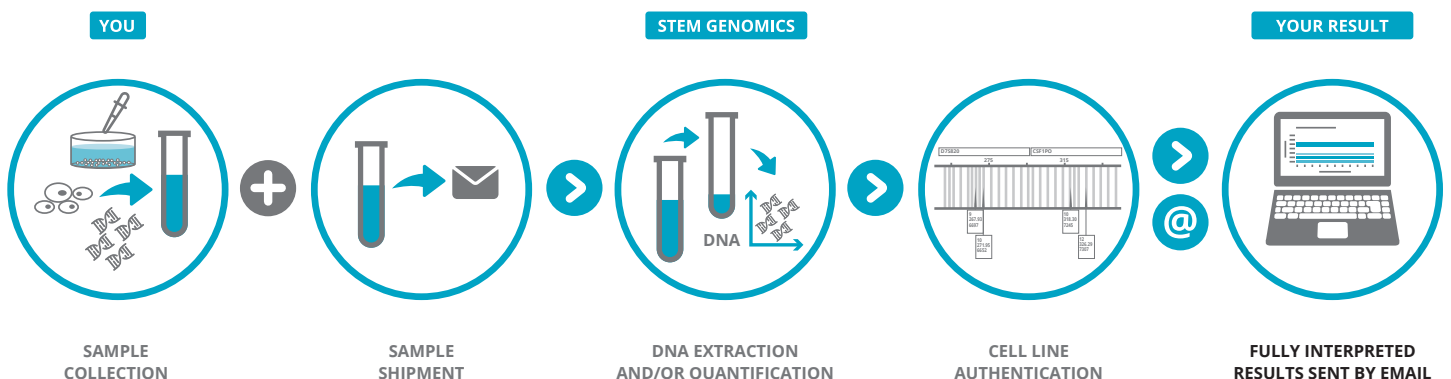 YOU
STEM GENOMICS
YOUR RESULT
@
D7S820
CSF1PO
275
315
DNA
SAMPLE
COLLECTION
SAMPLE
SHIPMENT
DNA EXTRACTION
AND/OR QUANTIFICATION
CELL LINE
AUTHENTICATION
FULLY INTERPRETED
RESULTS SENT BY EMAIL